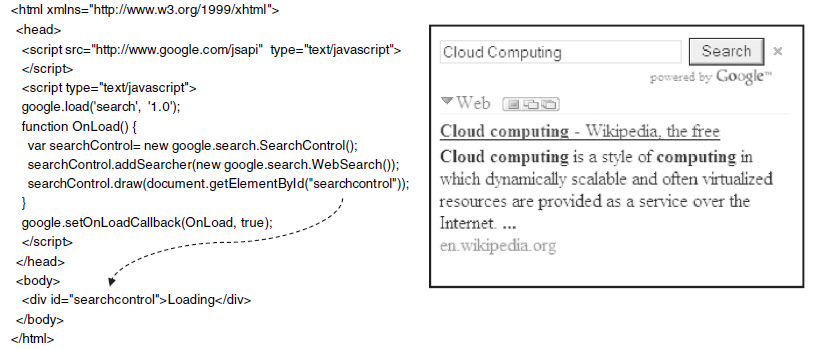 <html xmlns="http://www.w3.org/1999/xhtml">
<head>
<script src="http://www.google.com/jsapi" type="text/javascript">
</script>
<script type="text/javascript">
google.load('search', '1.0');
function OnLoad() {
var searchControl= new google.search.SearchControl();
searchControl.addSearcher(new google.search.WebSearch());
searchControl.draw(document.getElementById("searchcontrol"));
}
google.setOnLoadCallback(OnLoad, true);
</script>
</head>
<body>
<div id="searchcontrol">Loading</div>
</body>
</html>
Cloud Computing Search ×
powered by Google™
Web
Cloud computing - Wikipedia, the free
Cloud computing is a style of computing in
which dynamically scalable and often virtualized
resources are provided as a service over the
Internet. ...
en.wikipedia.org